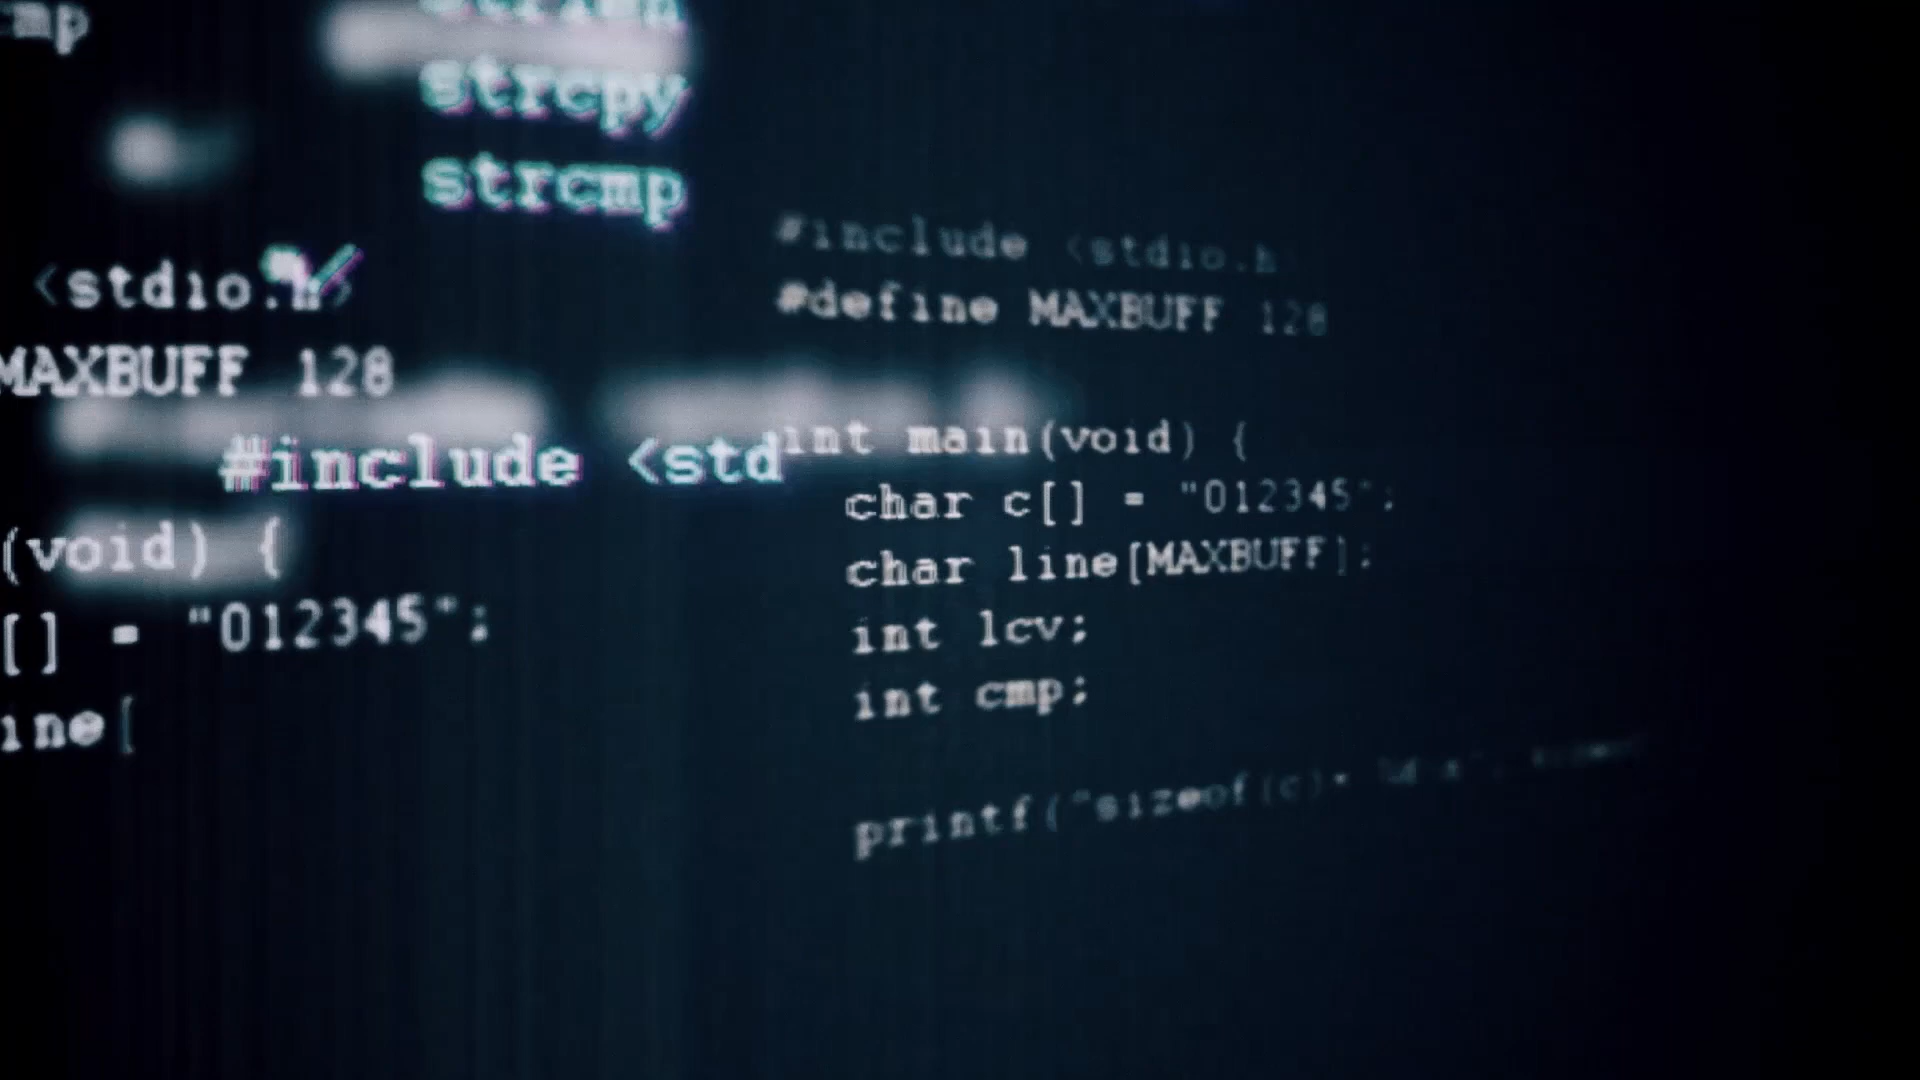 strcpy
strcmp
<stdio.h>
MAXBUFF 128
#include <std
(void) {
[] = "012345";
ine[
#include <stdio.h
#define MAXBUFF 128
int main(void) {
char c[] = "012345";
char line[MAXBUFF];
int lcv;
int cmp;
printf("sizeof(c)=